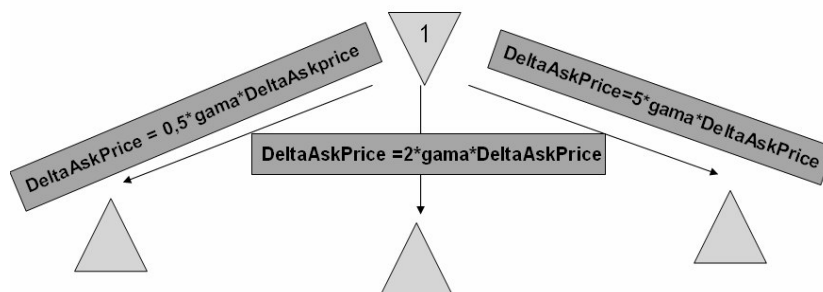 1
DeltaAskPrice = 0,5*gama*DeltaAskprice
DeltaAskPrice =2*gama*DeltaAskPrice
DeltaAskPrice=5*gama*DeltaAskPrice